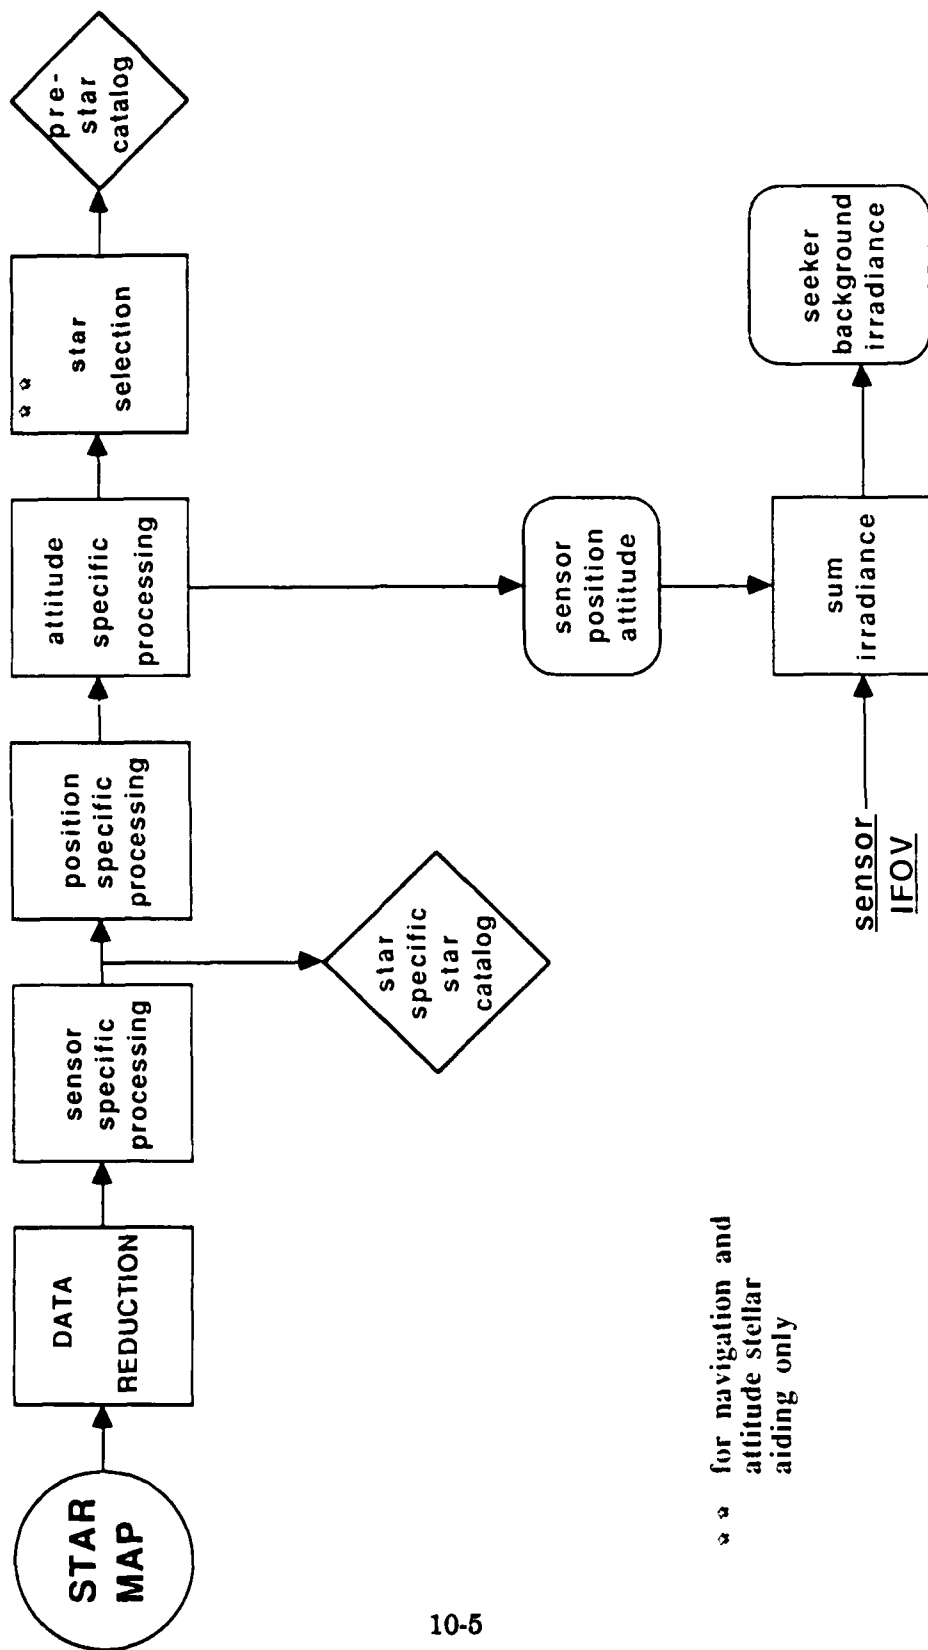 STAR
MAP
DATA
REDUCTION
sensor
specific
processing
position
specific
processing
attitude
specific
processing
* *
star
selection
pre-
star
catalog
star
specific
star
catalog
sensor
position
attitude
sensor
IFOV
sum
irradiance
seeker
background
irradiance
* * for navigation and
attitude stellar
aiding only
10-5